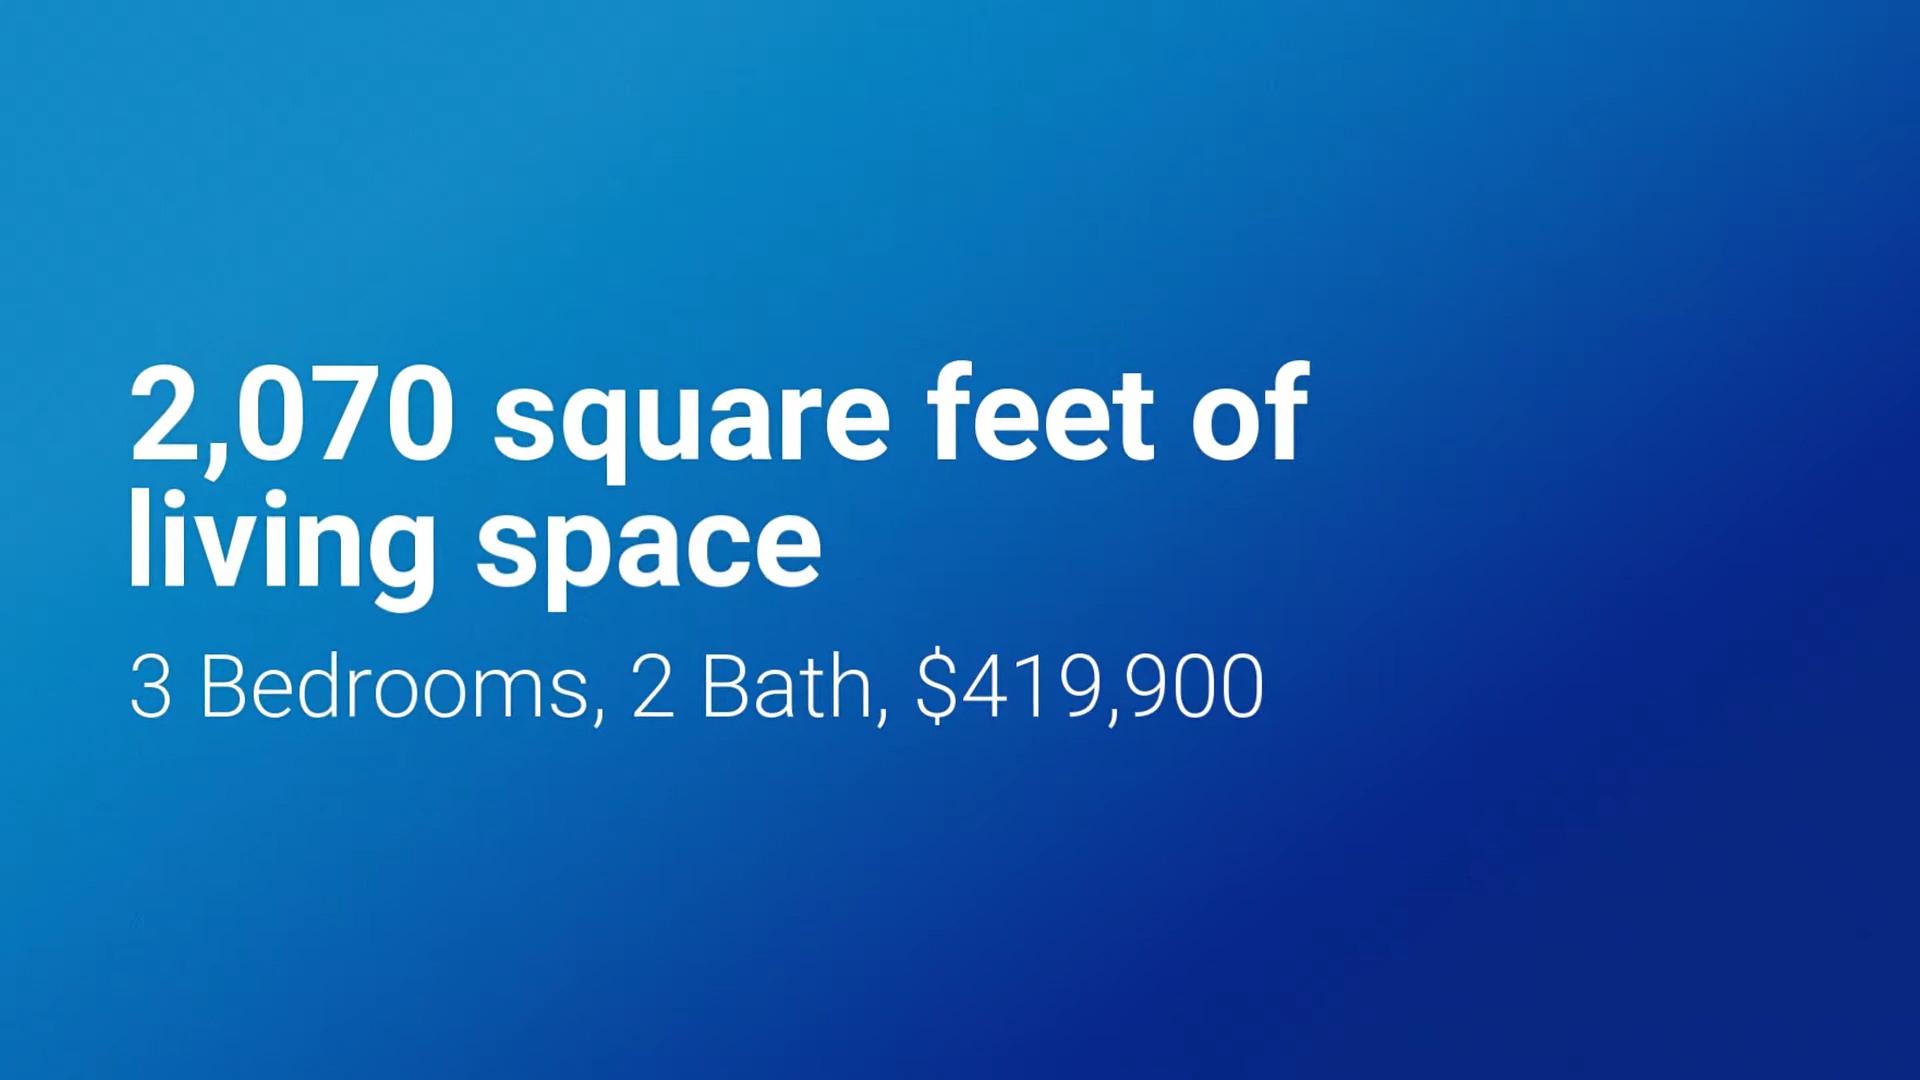 2,070 square feet of
living space
3 Bedrooms, 2 Bath, $419,900